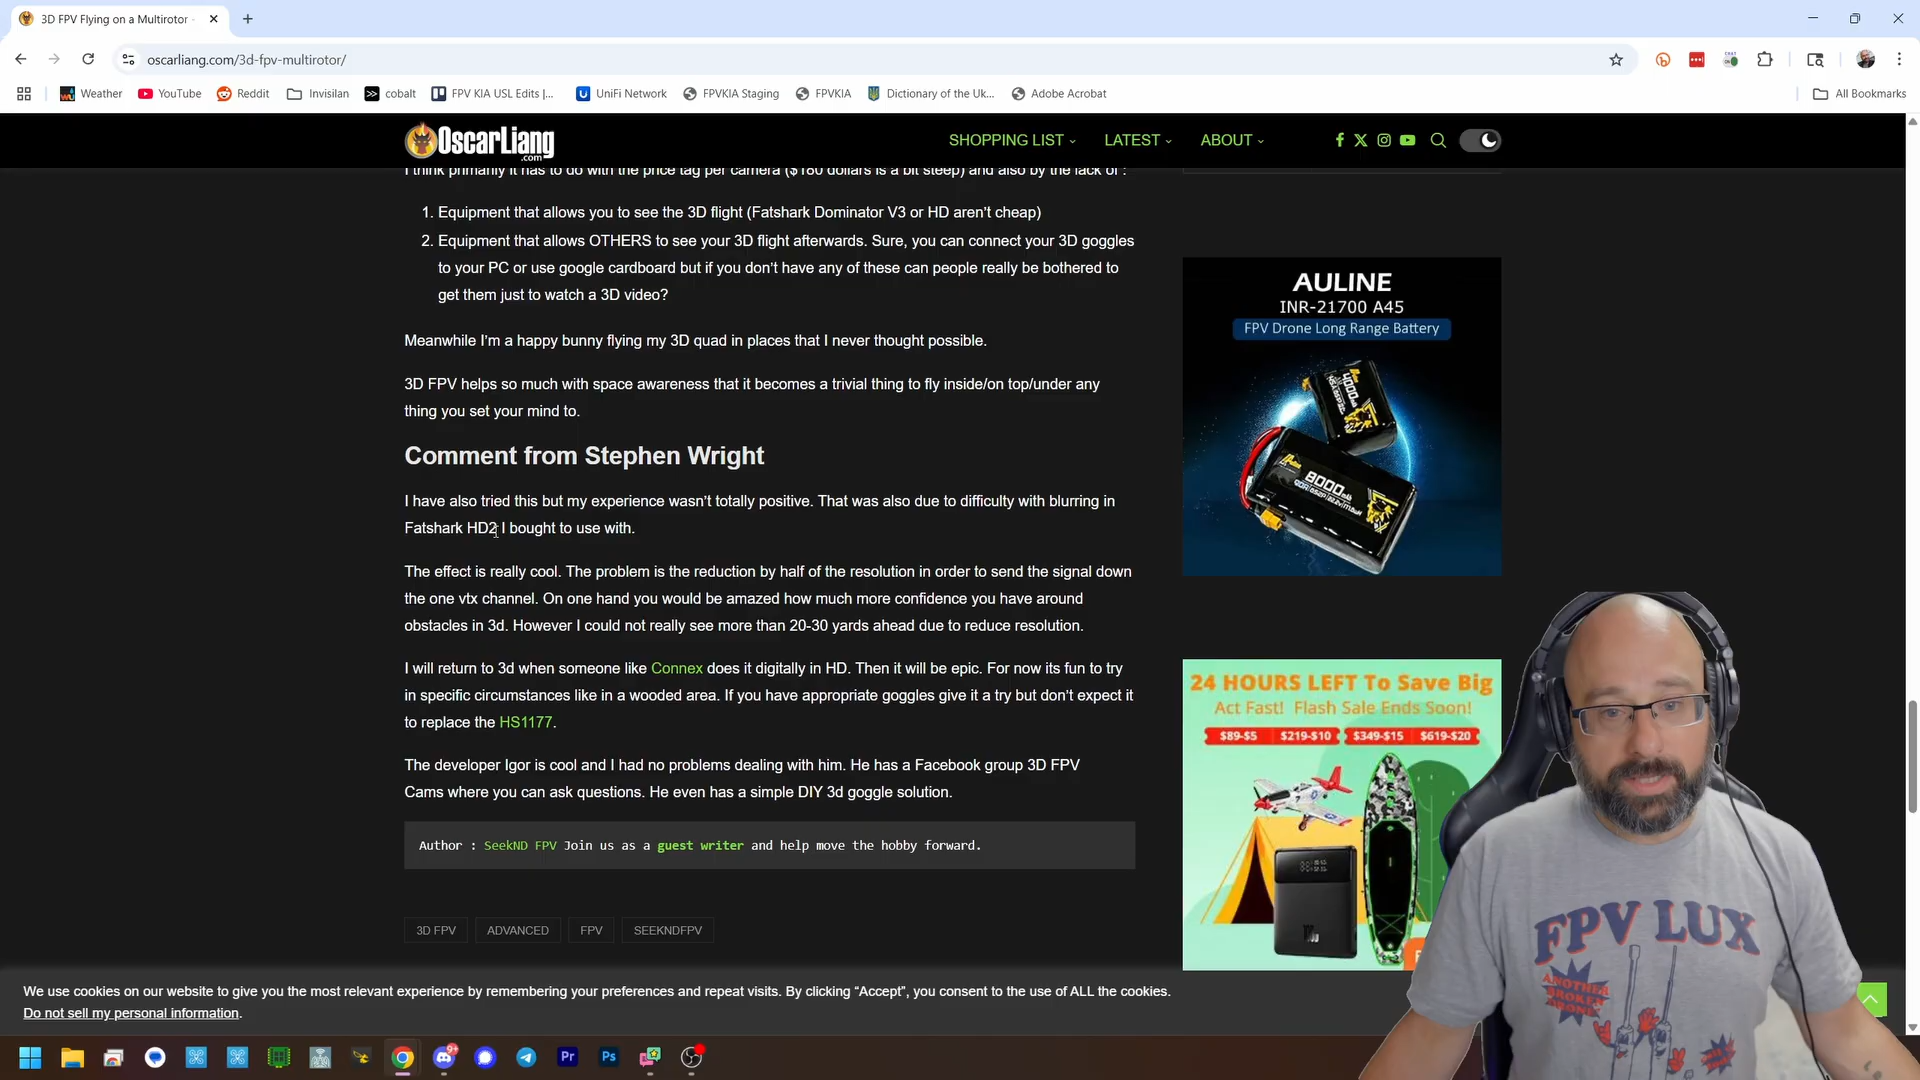 3D FPV Flying on a Multirotor
oscarliang.com/3d-fpv-multirotor/
Weather
YouTube
Reddit
Invisilan
cobalt
FPV KIA USL Edits |...
UniFi Network
FPVKIA Staging
FPVKIA
Dictionary of the Uk...
Adobe Acrobat
All Bookmarks
OscarLiang
.com
SHOPPING LIST
LATEST
ABOUT
I think primarily it has to do with the price tag per camera ($180 dollars is a bit steep) and also by the lack of :
1. Equipment that allows you to see the 3D flight (Fatshark Dominator V3 or HD aren’t cheap)
2. Equipment that allows OTHERS to see your 3D flight afterwards. Sure, you can connect your 3D goggles
to your PC or use google cardboard but if you don’t have any of these can people really be bothered to
get them just to watch a 3D video?
Meanwhile I’m a happy bunny flying my 3D quad in places that I never thought possible.
3D FPV helps so much with space awareness that it becomes a trivial thing to fly inside/on top/under any
thing you set your mind to.
Comment from Stephen Wright
I have also tried this but my experience wasn’t totally positive. That was also due to difficulty with blurring in
Fatshark HD2 I bought to use with.
The effect is really cool. The problem is the reduction by half of the resolution in order to send the signal down
the one vtx channel. On one hand you would be amazed how much more confidence you have around
obstacles in 3d. However I could not really see more than 20-30 yards ahead due to reduce resolution.
I will return to 3d when someone like Connex does it digitally in HD. Then it will be epic. For now its fun to try
in specific circumstances like in a wooded area. If you have appropriate goggles give it a try but don’t expect it
to replace the HS1177.
The developer Igor is cool and I had no problems dealing with him. He has a Facebook group 3D FPV
Cams where you can ask questions. He even has a simple DIY 3d goggle solution.
Author : SeekND FPV Join us as a guest writer and help move the hobby forward.
3D FPV
ADVANCED
FPV
SEEKNDFPV
AULINE
INR-21700 A45
FPV Drone Long Range Battery
4000mAh
8000mAh
24 HOURS LEFT To Save Big
Act Fast! Flash Sale Ends Soon!
$89-$5
$219-$10
$349-$15
$619-$20
We use cookies on our website to give you the most relevant experience by remembering your preferences and repeat visits. By clicking “Accept”, you consent to the use of ALL the cookies.
Do not sell my personal information.
FPV LUX
ANOTHER
BROKEN
DRONE
9+
Pr
Ps